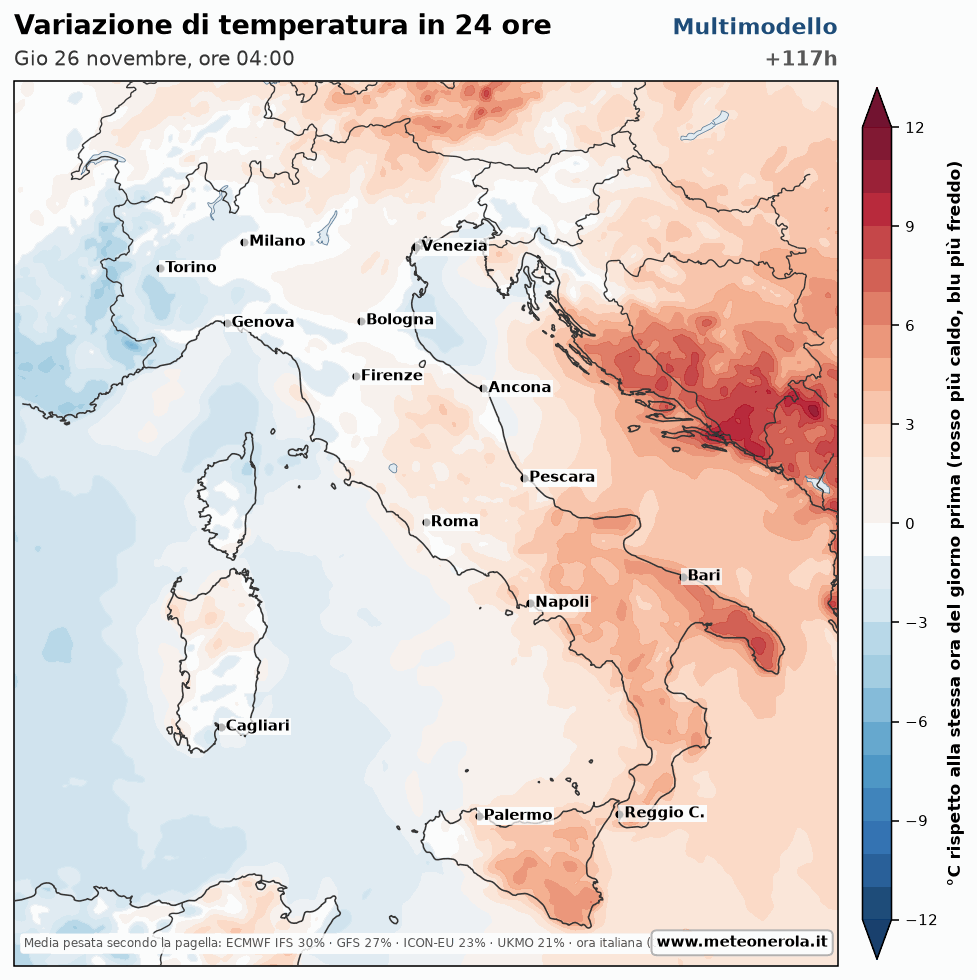 Variazione di temperatura in 24 ore
Multimodello
Gio 26 novembre, ore 04:00
+117h
Milano
Venezia
Torino
Genova
Bologna
Firenze
Ancona
Pescara
Roma
Bari
Napoli
Cagliari
Palermo
Reggio C.
12
9
6
3
0
−3
−6
−9
−12
°C rispetto alla stessa ora del giorno prima (rosso più caldo, blu più freddo)
Media pesata secondo la pagella: ECMWF IFS 30% · GFS 27% · ICON-EU 23% · UKMO 21% · ora italiana (
www.meteonerola.it